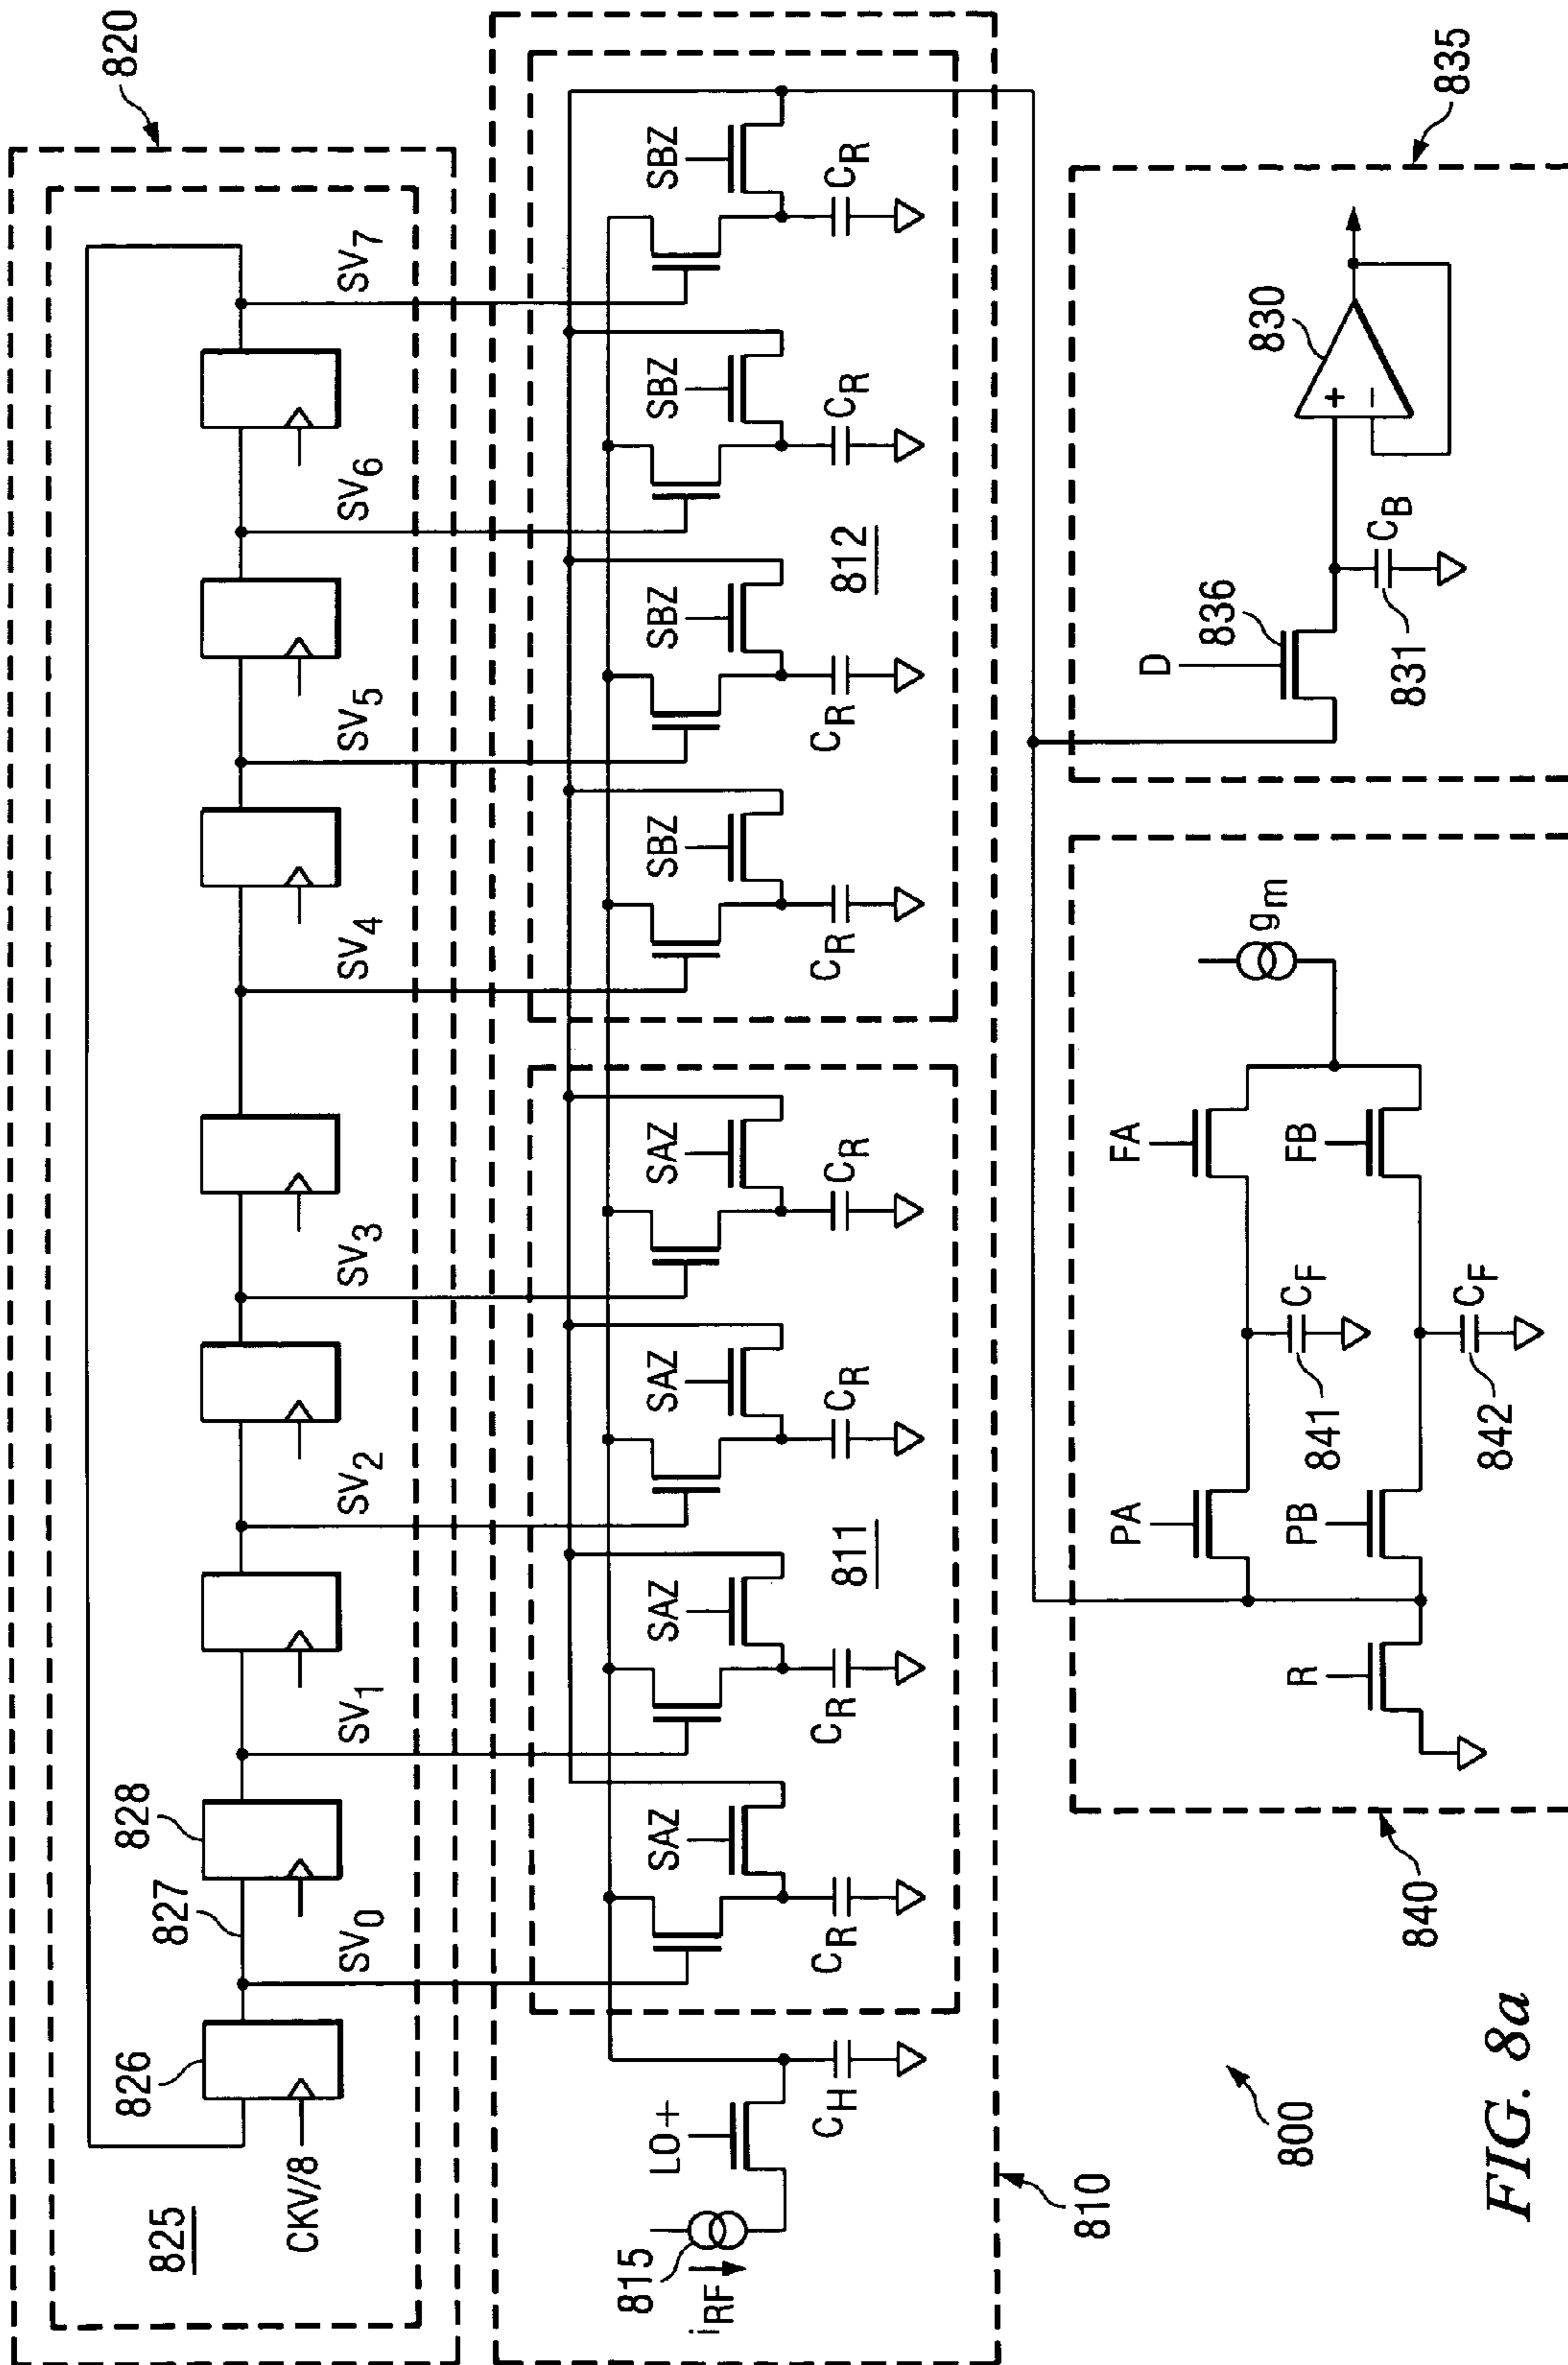 820
825
826
827
828
CKV/8
SV0
SV1
SV2
SV3
SV4
SV5
SV6
SV7
815
iRF
LO+
CH
SAZ
SAZ
SAZ
SAZ
SBZ
SBZ
SBZ
SBZ
CR
CR
CR
CR
CR
CR
CR
CR
811
812
810
840
R
PA
PB
841
CF
842
CF
FA
FB
gm
D
836
831
CB
830
+
−
835
800
FIG. 8a